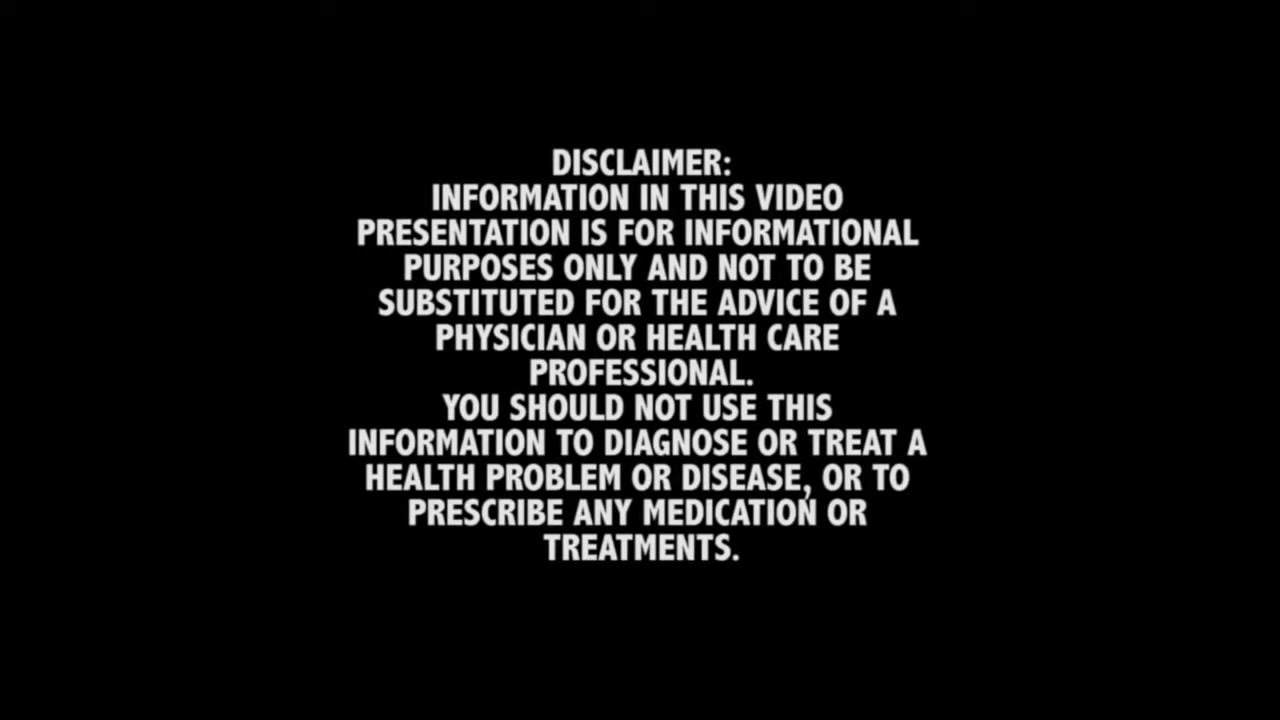 DISCLAIMER:
INFORMATION IN THIS VIDEO
PRESENTATION IS FOR INFORMATIONAL
PURPOSES ONLY AND NOT TO BE
SUBSTITUTED FOR THE ADVICE OF A
PHYSICIAN OR HEALTH CARE
PROFESSIONAL.
YOU SHOULD NOT USE THIS
INFORMATION TO DIAGNOSE OR TREAT A
HEALTH PROBLEM OR DISEASE, OR TO
PRESCRIBE ANY MEDICATION OR
TREATMENTS.